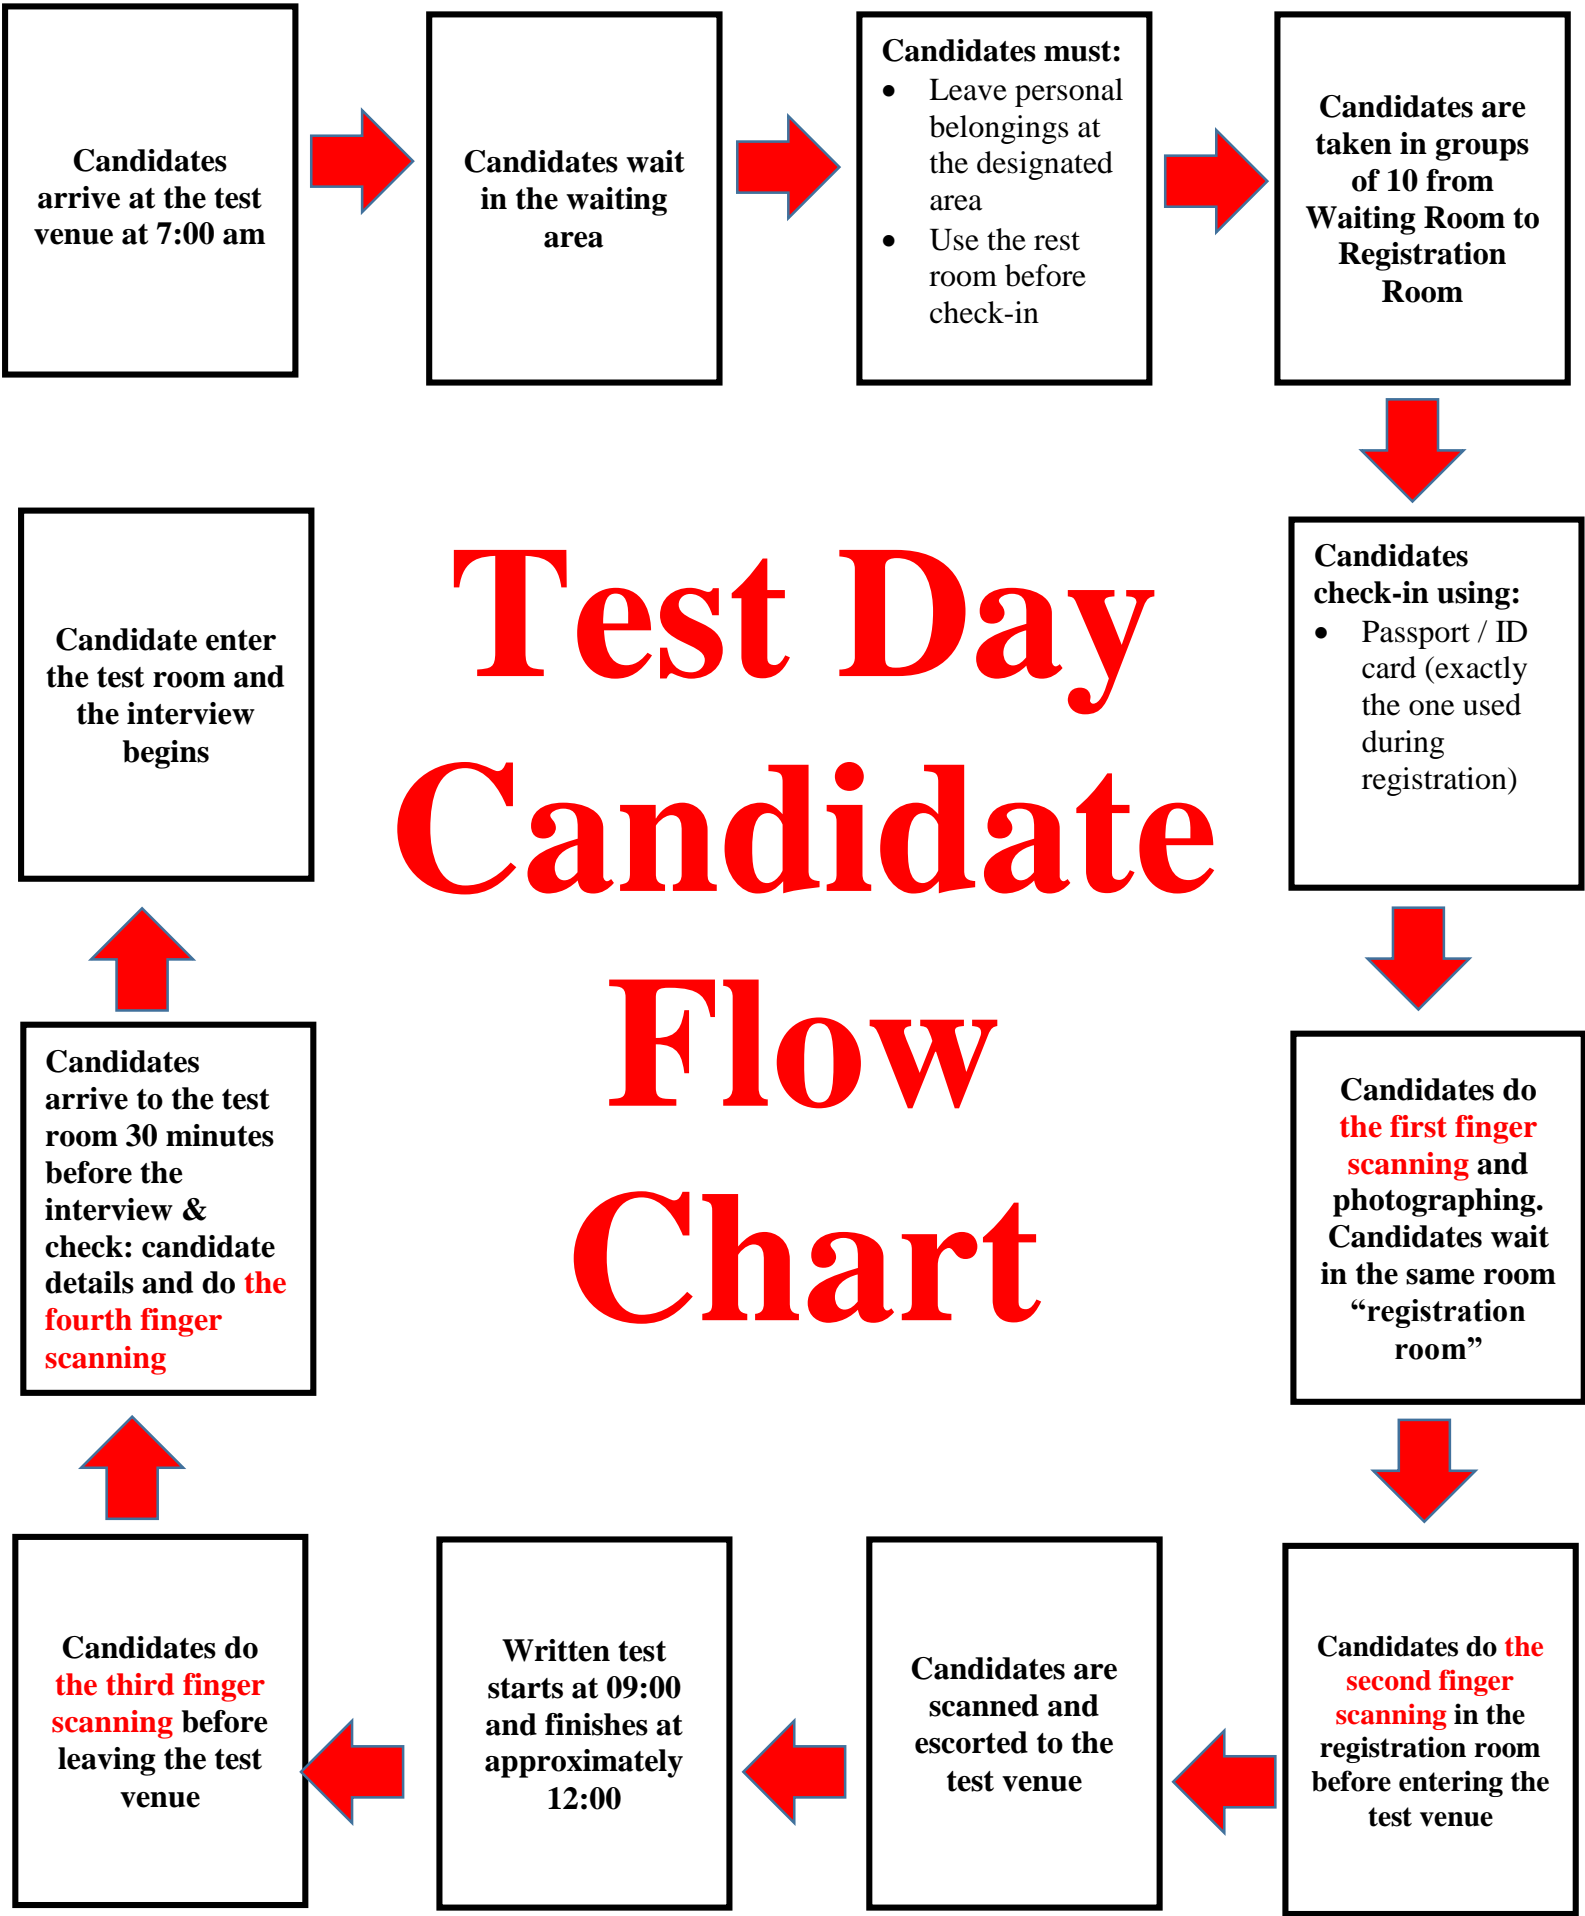 Candidates
arrive at the test
venue at 7:00 am
Candidates wait
in the waiting
area
Candidates must:
• Leave personal
belongings at
the designated
area
• Use the rest
room before
check-in
Candidates are
taken in groups
of 10 from
Waiting Room to
Registration
Room
Candidates
check-in using:
• Passport / ID
card (exactly
the one used
during
registration)
Candidates do
the first finger
scanning and
photographing.
Candidates wait
in the same room
“registration
room”
Candidates do the
second finger
scanning in the
registration room
before entering the
test venue
Candidates are
scanned and
escorted to the
test venue
Written test
starts at 09:00
and finishes at
approximately
12:00
Candidates do
the third finger
scanning before
leaving the test
venue
Candidates
arrive to the test
room 30 minutes
before the
interview &
check: candidate
details and do the
fourth finger
scanning
Candidate enter
the test room and
the interview
begins
Test Day
Candidate
Flow
Chart